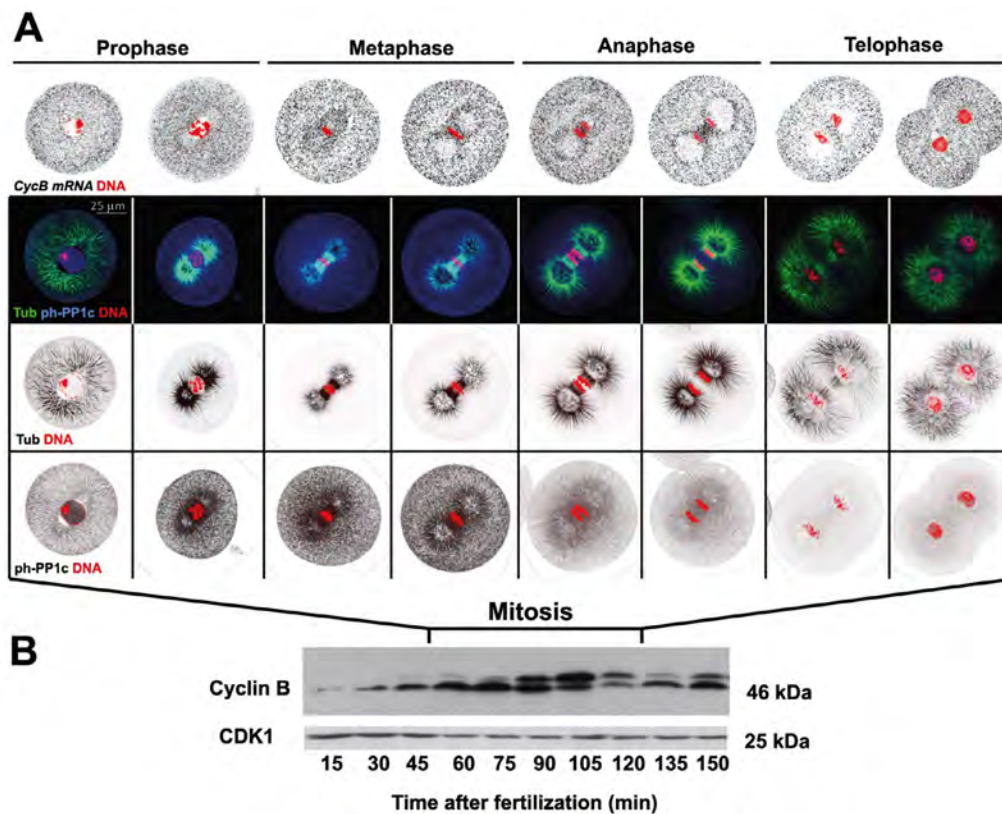 A
Prophase Metaphase Anaphase Telophase
CycB mRNA DNA
25 µm
Tub ph-PP1c DNA
Tub DNA
ph-PP1c DNA
Mitosis
B
Cyclin B 46 kDa
CDK1 25 kDa
15 30 45 60 75 90 105 120 135 150
Time after fertilization (min)